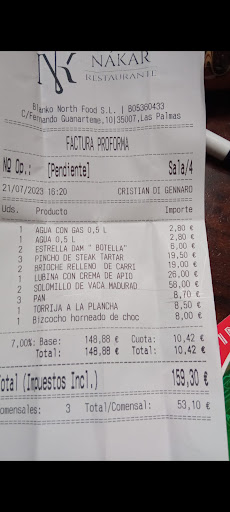 NÁKAR
RESTAURANTE
Blanko North Food S.L. | B05360433
C/Fernando Guanarteme,10|35007,Las Palmas
FACTURA PROFORMA
Nº Op.: [Pendiente] Sala/4
21/07/2023 16:20 CRISTIAN DI GENNARO
Uds. Producto Importe
1 AGUA CON GAS 0,5 L 2,80 €
1 AGUA 0,5 L 2,80 €
2 ESTRELLA DAM " BOTELLA" 6,00 €
3 PINCHO DE STEAK TARTAR 19,50 €
2 BRIOCHE RELLENO DE CARRI 19,00 €
1 LUBINA CON CREMA DE APIO 26,00 €
2 SOLOMILLO DE VACA MADURAD 58,00 €
3 PAN 8,70 €
1 TORRIJA A LA PLANCHA 8,50 €
1 Bizcocho horneado de choc 8,00 €
7,00%: Base: 148,88 € Cuota: 10,42 €
Total: 148,88 € Total: 10,42 €
Total (Impuestos Incl.) 159,30 €
Comensales: 3 Total/Comensal: 53,10 €